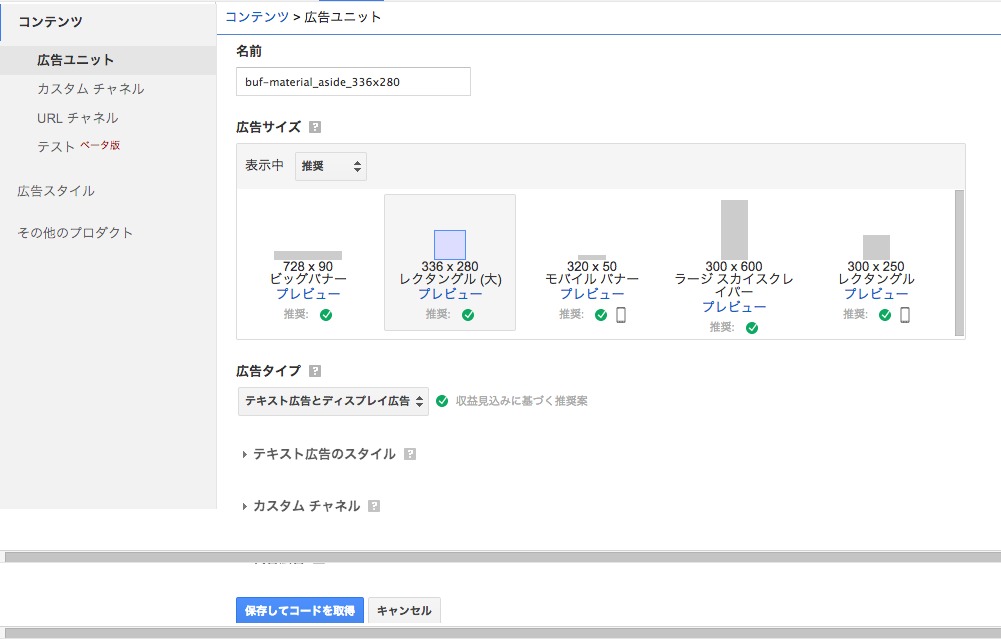 コンテンツ
広告ユニット
カスタム チャネル
URL チャネル
テスト ベータ版
広告スタイル
その他のプロダクト
コンテンツ > 広告ユニット
名前
buf-material_aside_336x280
広告サイズ ?
表示中 推奨
728 x 90
ビッグバナー
プレビュー
推奨:
336 x 280
レクタングル (大)
プレビュー
推奨:
320 x 50
モバイル バナー
プレビュー
推奨:
300 x 600
ラージ スカイスクレ
イパー
プレビュー
推奨:
300 x 250
レクタングル
プレビュー
推奨:
広告タイプ ?
テキスト広告とディスプレイ広告 収益見込みに基づく推奨案
テキスト広告のスタイル ?
カスタム チャネル ?
保存してコードを取得 キャンセル